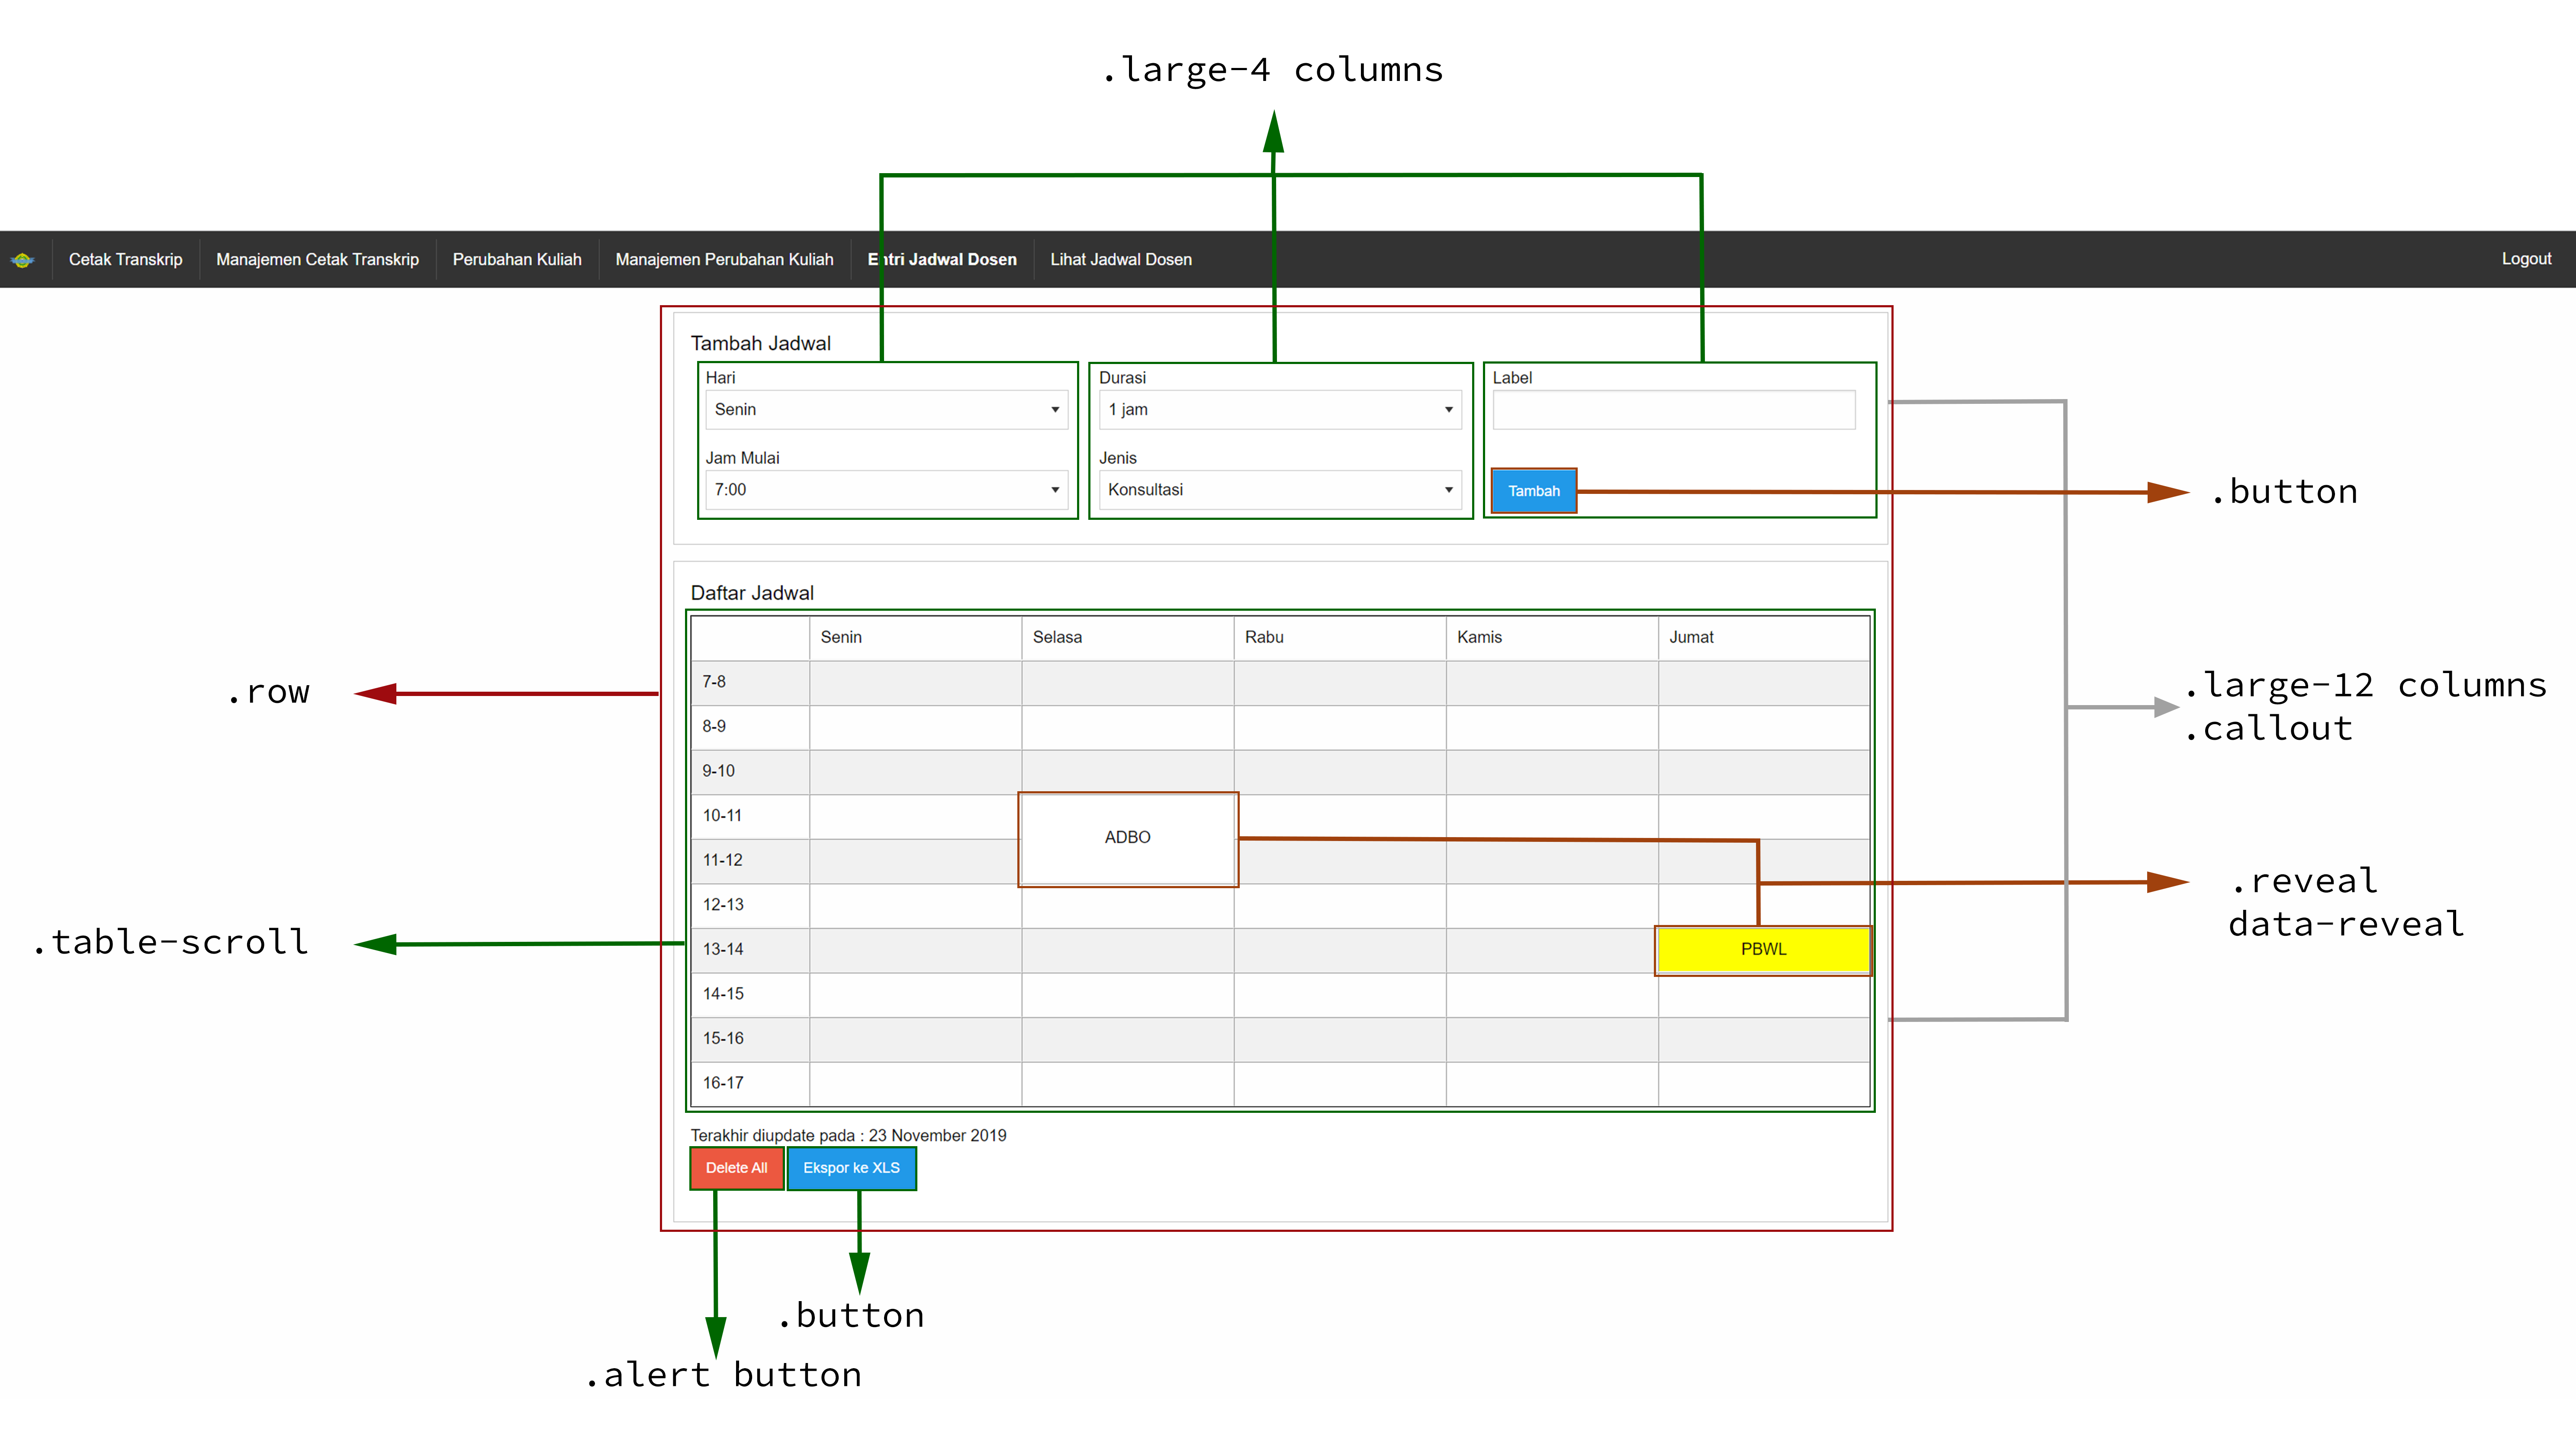 .large-4 columns
Cetak Transkrip Manajemen Cetak Transkrip Perubahan Kuliah Manajemen Perubahan Kuliah Entri Jadwal Dosen Lihat Jadwal Dosen Logout
Tambah Jadwal
Hari Durasi Label
Senin 1 jam
Jam Mulai Jenis
7:00 Konsultasi Tambah
.button
Daftar Jadwal
Senin Selasa Rabu Kamis Jumat
7-8
.row
.large-12 columns
.callout
8-9
9-10
10-11
ADBO
11-12
.reveal
data-reveal
12-13
.table-scroll
13-14 PBWL
14-15
15-16
16-17
Terakhir diupdate pada : 23 November 2019
Delete All Ekspor ke XLS
.button
.alert button